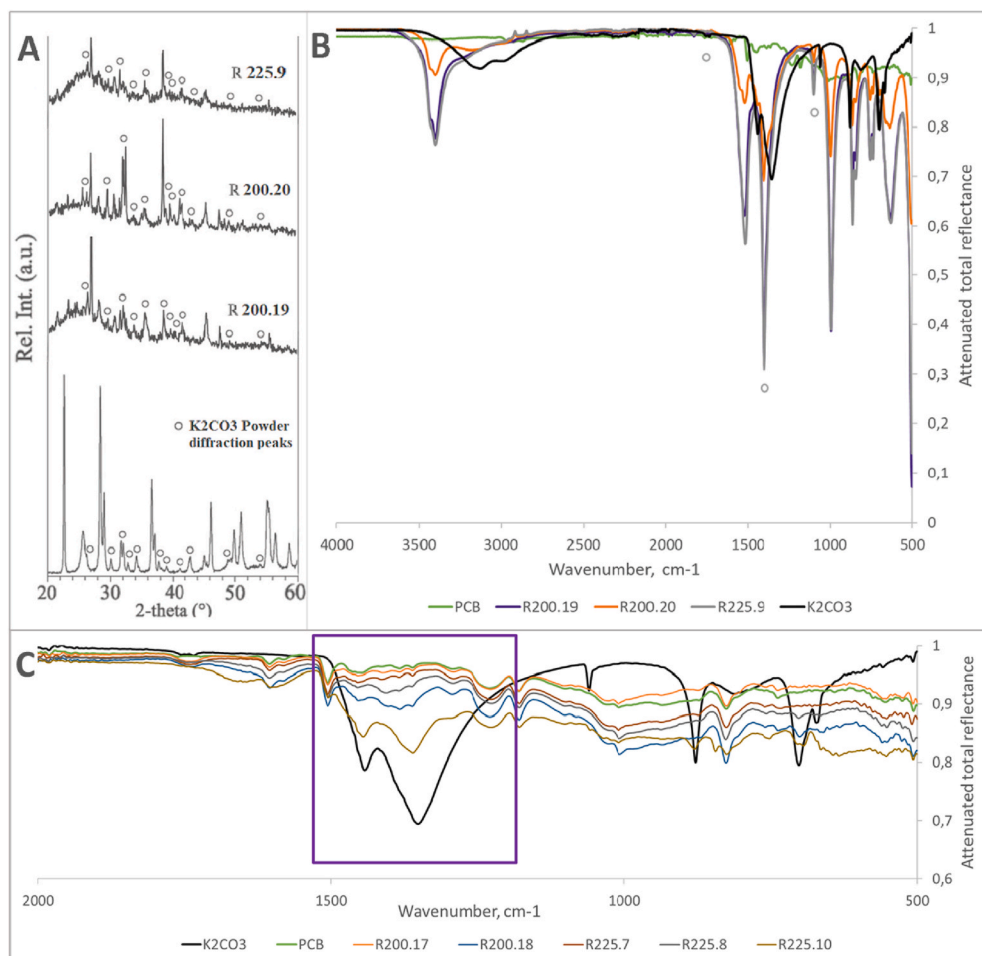 A
R 225.9
R 200.20
R 200.19
Rel. Int. (a.u.)
K2CO3 Powder
diffraction peaks
20 30 40 50 60
2-theta (°)
B
1
0,9
0,8
0,7
0,6
0,5
0,4
0,3
0,2
0,1
0
Attenuated total reflectance
4000 3500 3000 2500 2000 1500 1000 500
Wavenumber, cm-1
PCB R200.19 R200.20 R225.9 K2CO3
C
1
0,9
0,8
0,7
0,6
Attenuated total reflectance
2000 1500 1000 500
Wavenumber, cm-1
K2CO3 PCB R200.17 R200.18 R225.7 R225.8 R225.10